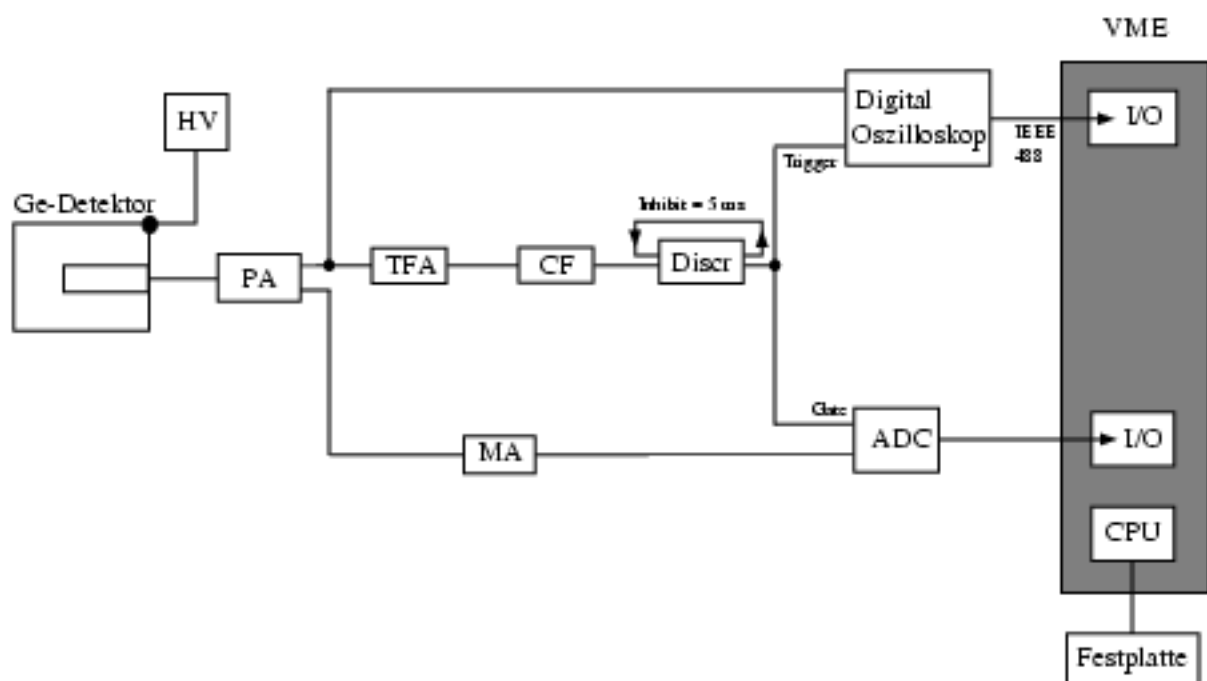 VME
HV
Digital
Oszilloskop
I/O
IEEE
488
Trigger
Ge-Detektor
PA
TFA
CF
Discr
Gate
MA
ADC
I/O
CPU
Festplatte
Inhibit = 5 ms